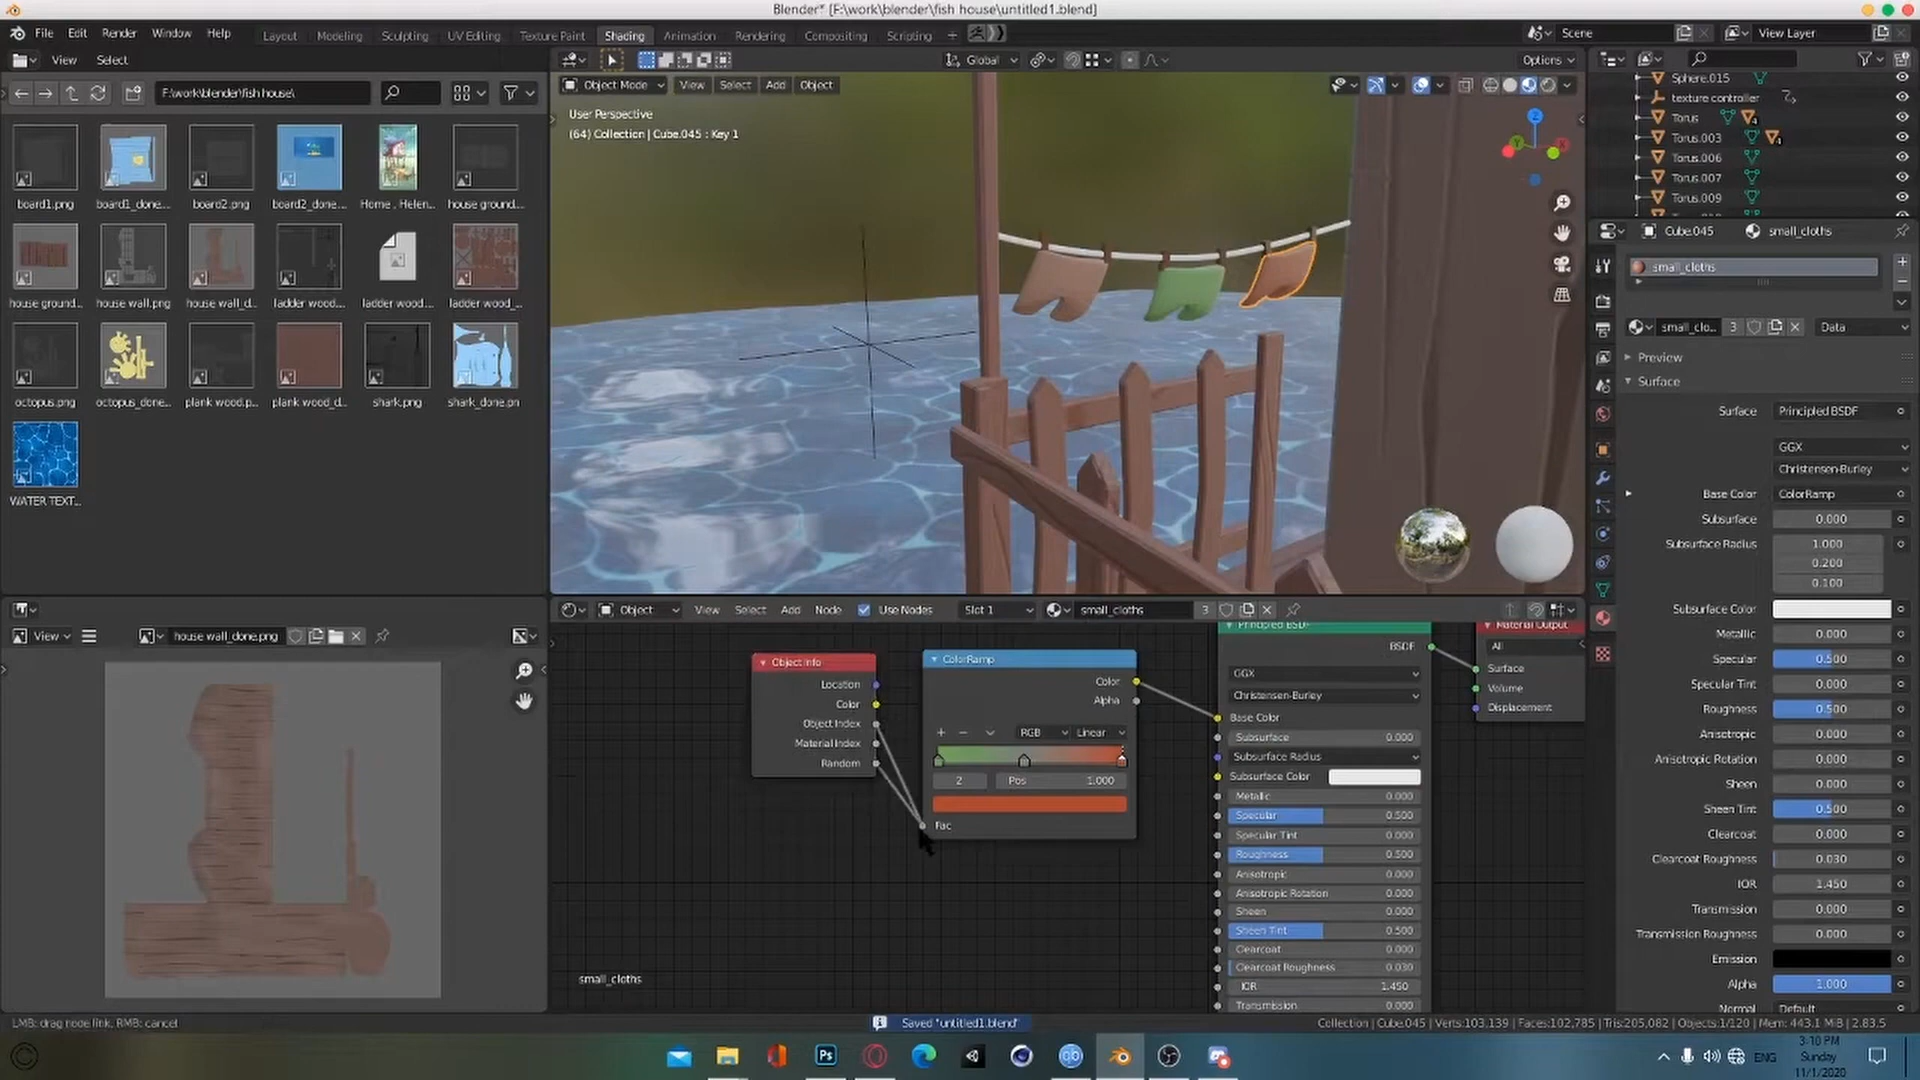 Blender* [F:\work\blender\fish house\untitled1.blend]
File Edit Render Window Help
Layout Modeling Sculpting UV Editing Texture Paint Shading Animation Rendering Compositing Scripting +
Scene View Layer
View Select
Global Options
F:\work\blender\fish house\
Object Mode View Select Add Object
User Perspective
(64) Collection | Cube.045 : Key 1
board1.png board1_done... board2.png board2_done... Home , Helen... house ground...
house ground... house wall.png house wall_d... ladder wood... ladder wood... ladder wood_...
octopus.png octopus_done... plank wood.p... plank wood_d... shark.png shark_done.pn
WATER TEXT...
Sphere.015
texture controller
Torus
Torus.003
Torus.006
Torus.007
Torus.009
Cube.045 small_cloths
small_cloths
small_clo... 3 Data
Preview
Surface
Surface Principled BSDF
GGX
Christensen-Burley
Base Color ColorRamp
Subsurface 0.000
Subsurface Radius 1.000
0.200
0.100
Subsurface Color
Metallic 0.000
Specular 0.500
Specular Tint 0.000
Roughness 0.500
Anisotropic 0.000
Anisotropic Rotation 0.000
Sheen 0.000
Sheen Tint 0.500
Clearcoat 0.000
Clearcoat Roughness 0.030
IOR 1.450
Transmission 0.000
Transmission Roughness 0.000
Emission
Alpha 1.000
Normal Default
View house wall_done.png
Object View Select Add Node Use Nodes Slot 1 small_cloths 3
Object Info
Location
Color
Object Index
Material Index
Random
ColorRamp
Color
Alpha
RGB Linear
2 Pos 1.000
Fac
Principled BSDF
BSDF
GGX
Christensen-Burley
Base Color
Subsurface 0.000
Subsurface Radius
Subsurface Color
Metallic 0.000
Specular 0.500
Specular Tint 0.000
Roughness 0.500
Anisotropic 0.000
Anisotropic Rotation 0.000
Sheen 0.000
Sheen Tint 0.500
Clearcoat 0.000
Clearcoat Roughness 0.030
IOR 1.450
Transmission 0.000
Material Output
All
Surface
Volume
Displacement
small_cloths
LMB: drag node link, RMB: cancel
Saved "untitled1.blend"
Collection | Cube.045 | Verts:103,139 | Faces:102,785 | Tris:205,082 | Objects:1/120 | Mem: 443.1 MiB | 2.83.5
Ps
qb
ENG
3:10 PM
Sunday
11/1/2020